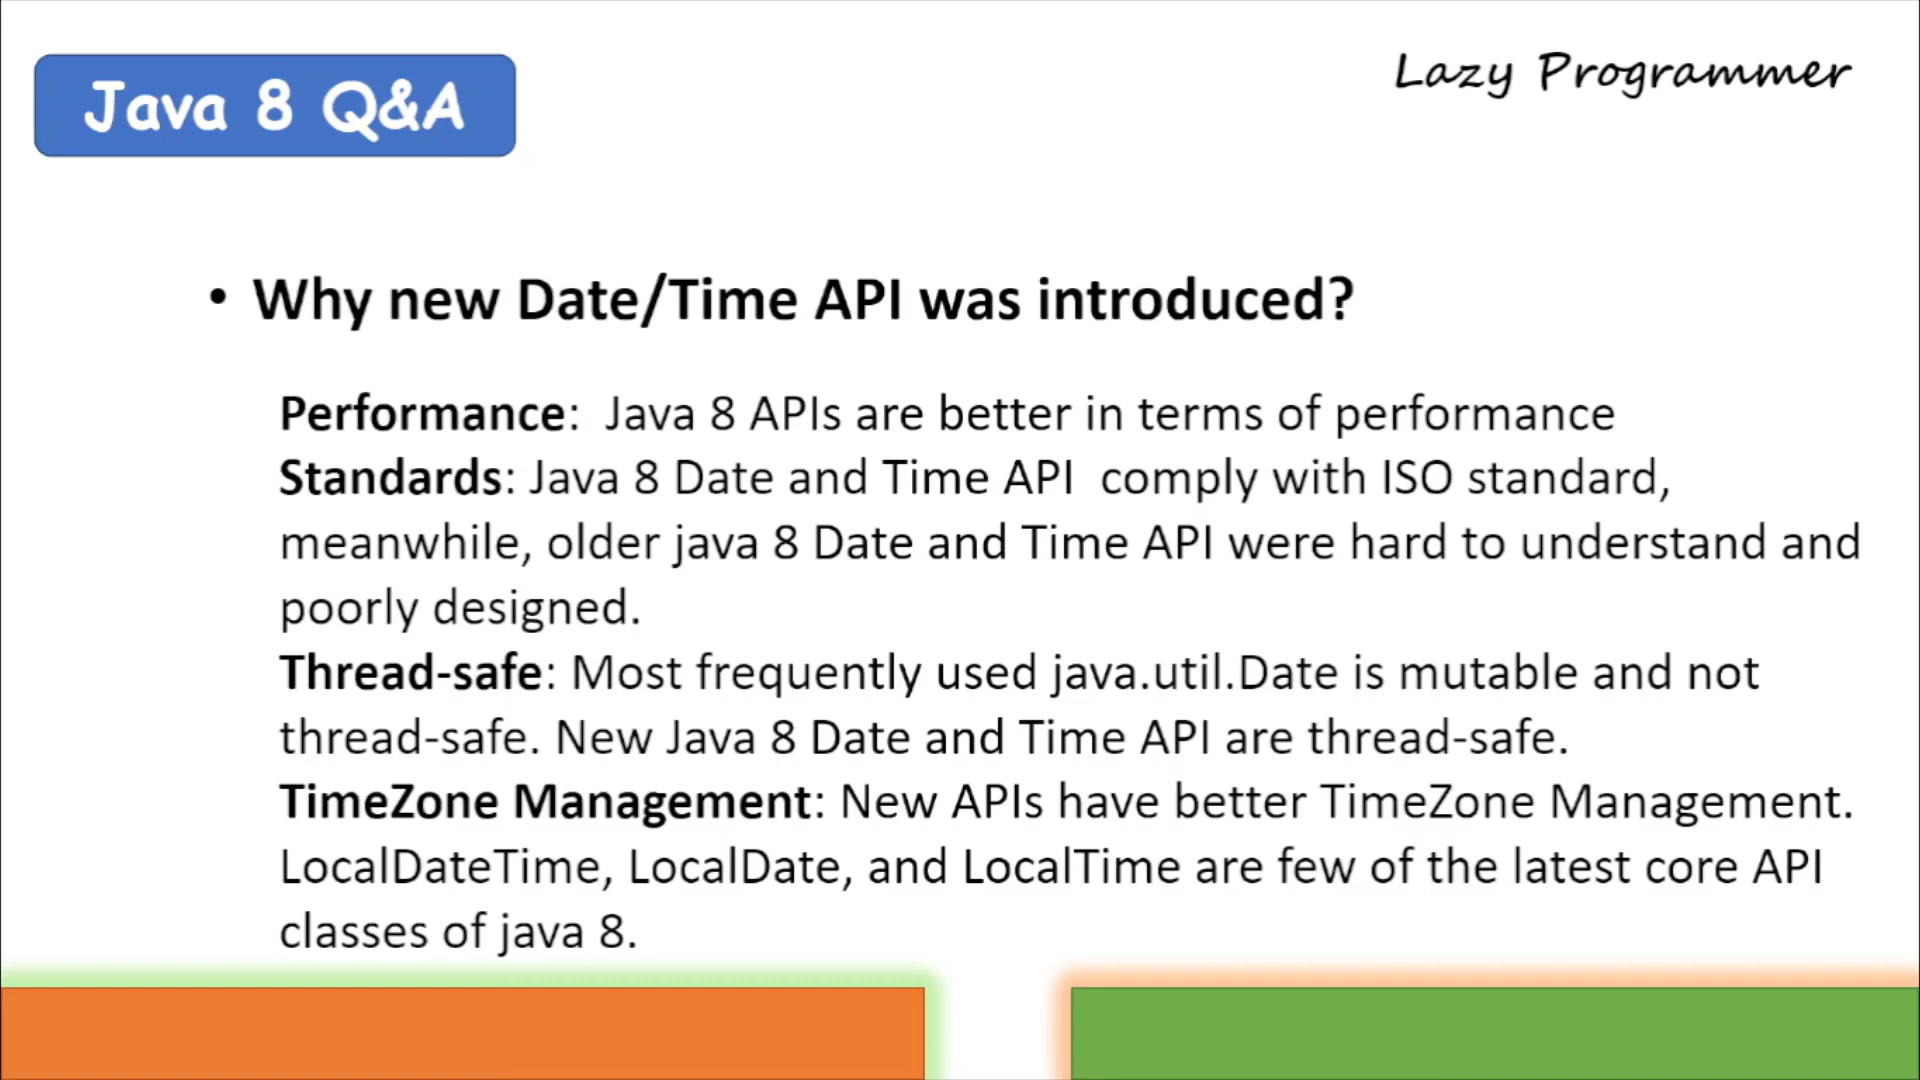 Java 8 Q&A
Lazy Programmer
• Why new Date/Time API was introduced?
Performance:  Java 8 APIs are better in terms of performance
Standards: Java 8 Date and Time API  comply with ISO standard,
meanwhile, older java 8 Date and Time API were hard to understand and
poorly designed.
Thread-safe: Most frequently used java.util.Date is mutable and not
thread-safe. New Java 8 Date and Time API are thread-safe.
TimeZone Management: New APIs have better TimeZone Management.
LocalDateTime, LocalDate, and LocalTime are few of the latest core API
classes of java 8.